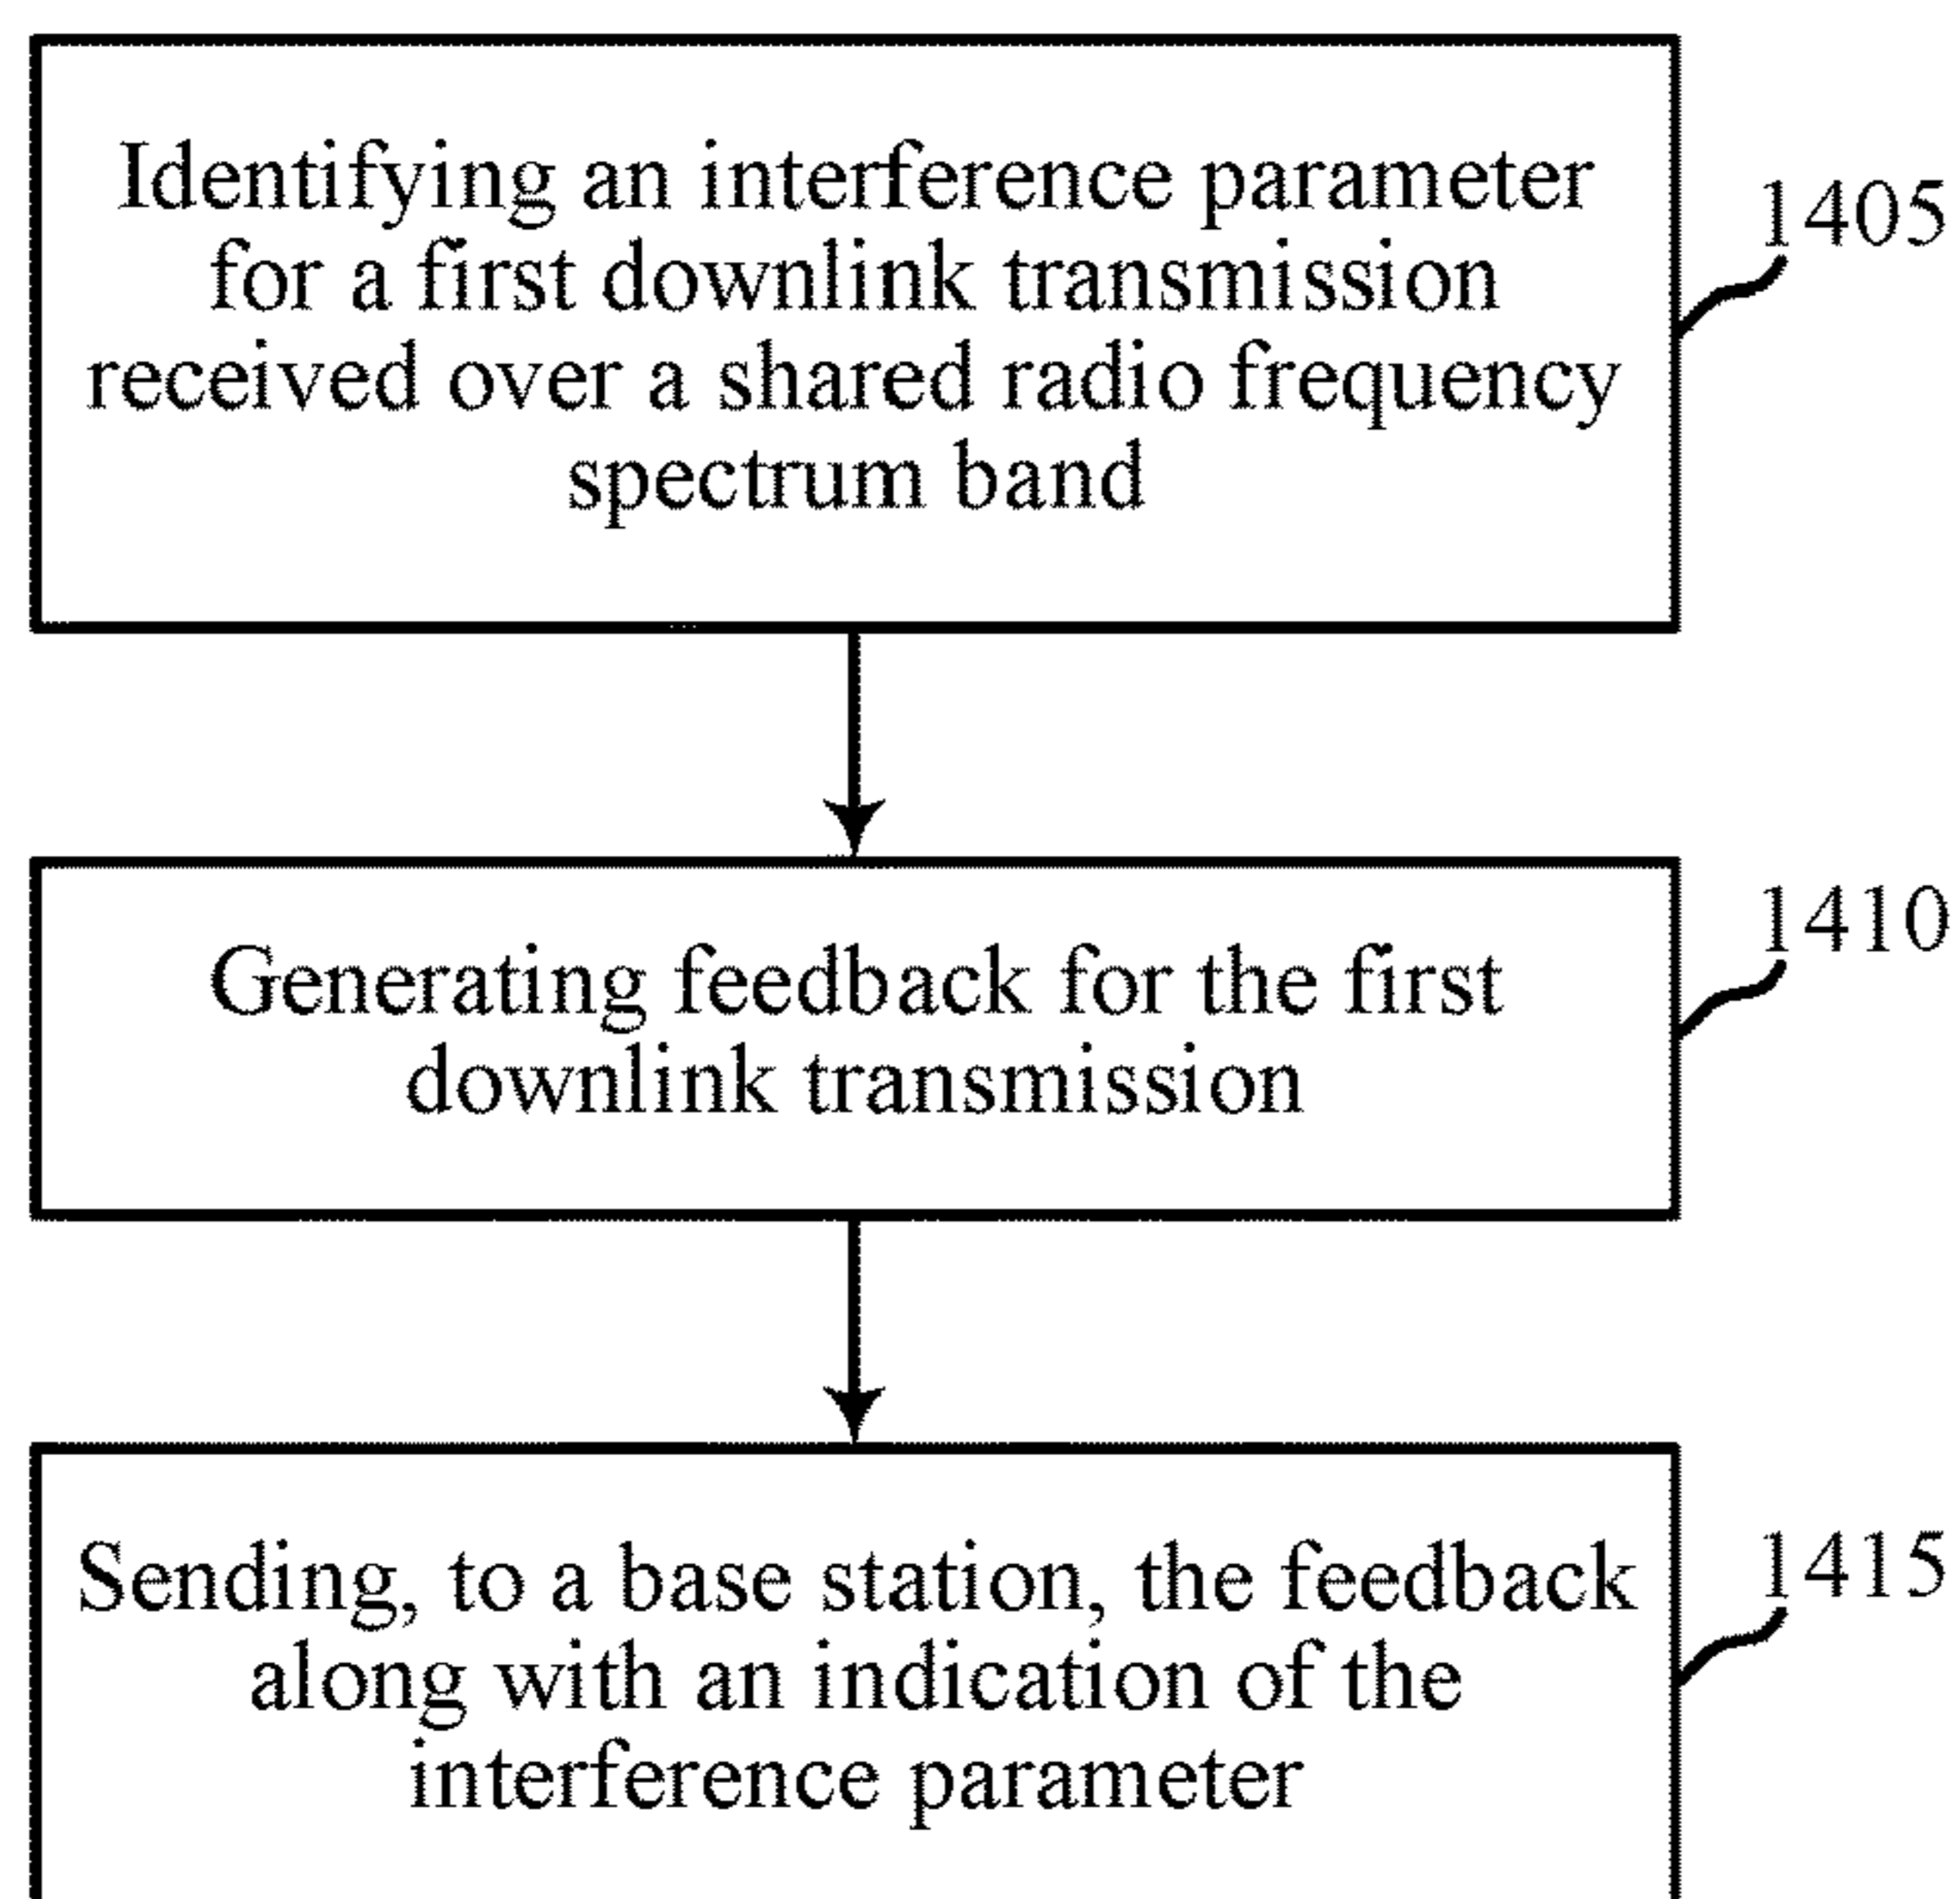 Identifying an interference parameter
for a first downlink transmission
received over a shared radio frequency
spectrum band
1405
Generating feedback for the first
downlink transmission
1410
Sending, to a base station, the feedback
along with an indication of the
interference parameter
1415